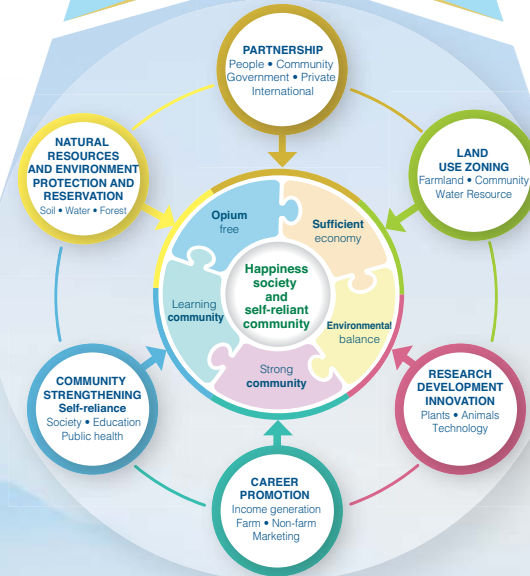 PARTNERSHIP
People • Community
Government • Private
International
NATURAL
RESOURCES
AND ENVIRONMENT
PROTECTION AND
RESERVATION
Soil • Water • Forest
LAND
USE ZONING
Farmland • Community
Water Resource
Opium
free
Sufficient
economy
Happiness
society
and
self-reliant
community
Learning
community
Environmental
balance
Strong
community
COMMUNITY
STRENGTHENING
Self-reliance
Society • Education
Public health
RESEARCH
DEVELOPMENT
INNOVATION
Plants • Animals
Technology
CAREER
PROMOTION
Income generation
Farm • Non-farm
Marketing